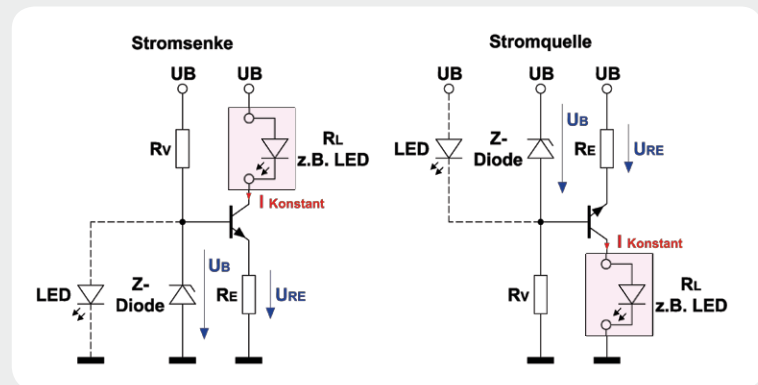 Stromsenke
UB
UB
RV
RL
z.B. LED
I Konstant
UB
LED
Z-
Diode
RE
URE
Stromquelle
UB
UB
UB
LED
Z-
Diode
UB
RE
URE
I Konstant
RV
RL
z.B. LED